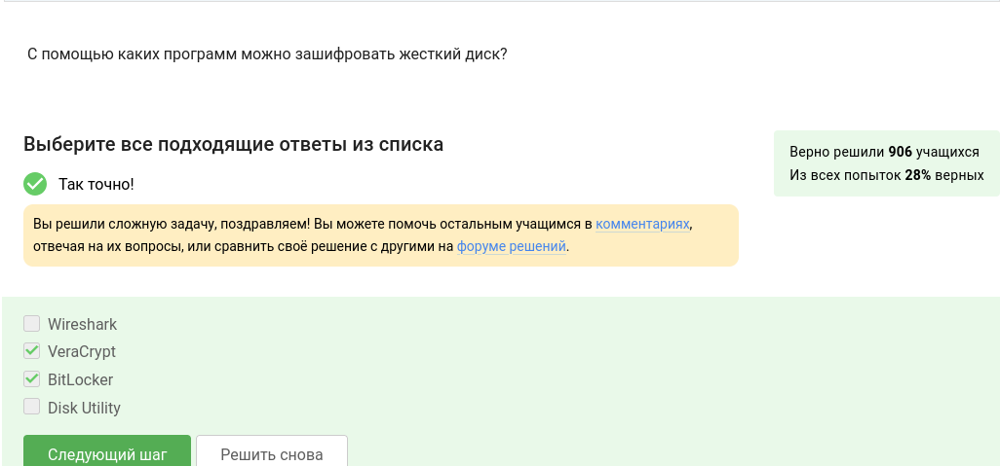 С помощью каких программ можно зашифровать жесткий диск?
Выберите все подходящие ответы из списка
Верно решили 906 учащихся
Из всех попыток 28% верных
Так точно!
Вы решили сложную задачу, поздравляем! Вы можете помочь остальным учащимся в комментариях,
отвечая на их вопросы, или сравнить своё решение с другими на форуме решений.
Wireshark
VeraCrypt
BitLocker
Disk Utility
Следующий шаг
Решить снова